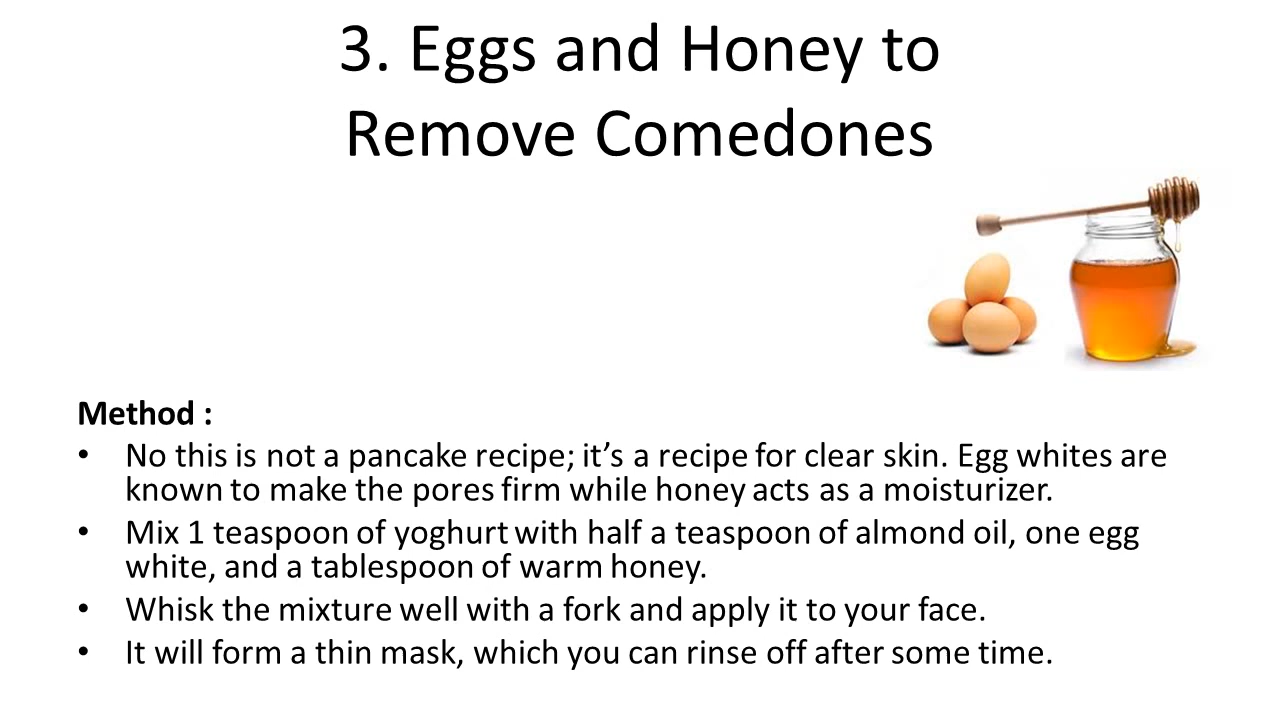 3. Eggs and Honey to
Remove Comedones
Method :
• No this is not a pancake recipe; it’s a recipe for clear skin. Egg whites are
known to make the pores firm while honey acts as a moisturizer.
• Mix 1 teaspoon of yoghurt with half a teaspoon of almond oil, one egg
white, and a tablespoon of warm honey.
• Whisk the mixture well with a fork and apply it to your face.
• It will form a thin mask, which you can rinse off after some time.